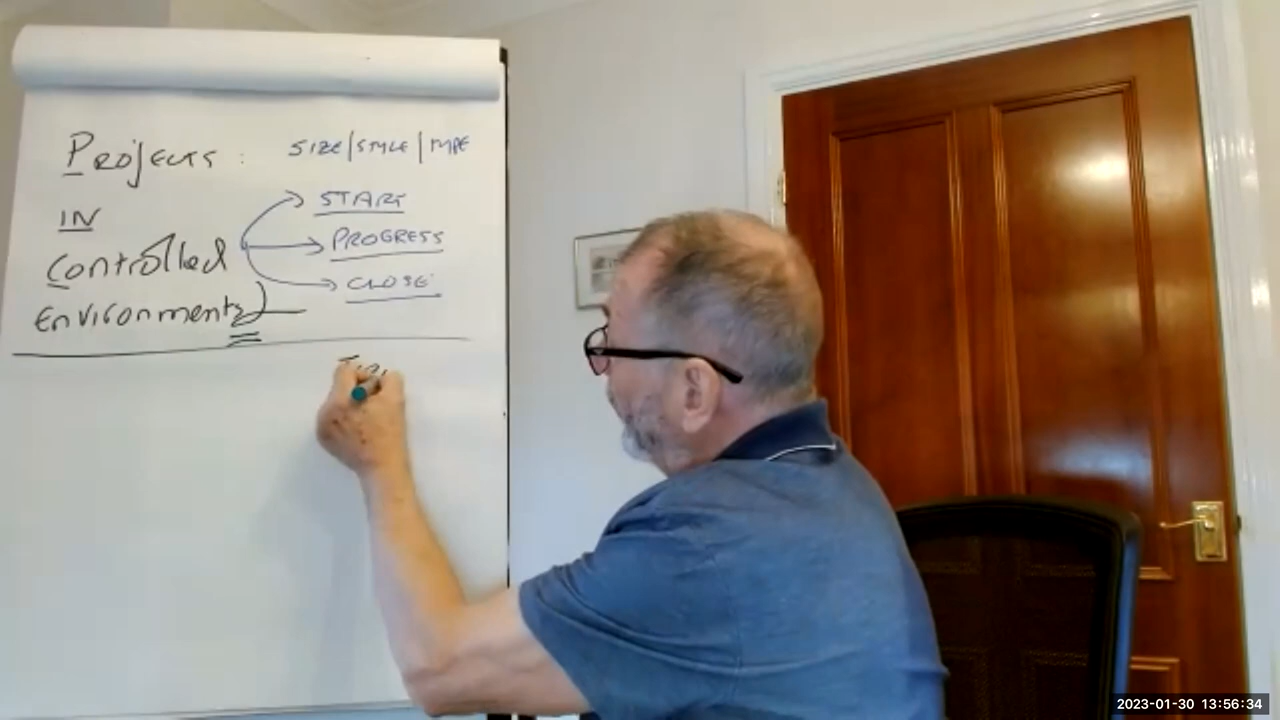 Projects : SIZE/STYLE/TYPE
IN
Controlled
Environments
START
PROGRESS
CLOSE
2023-01-30 13:56:34